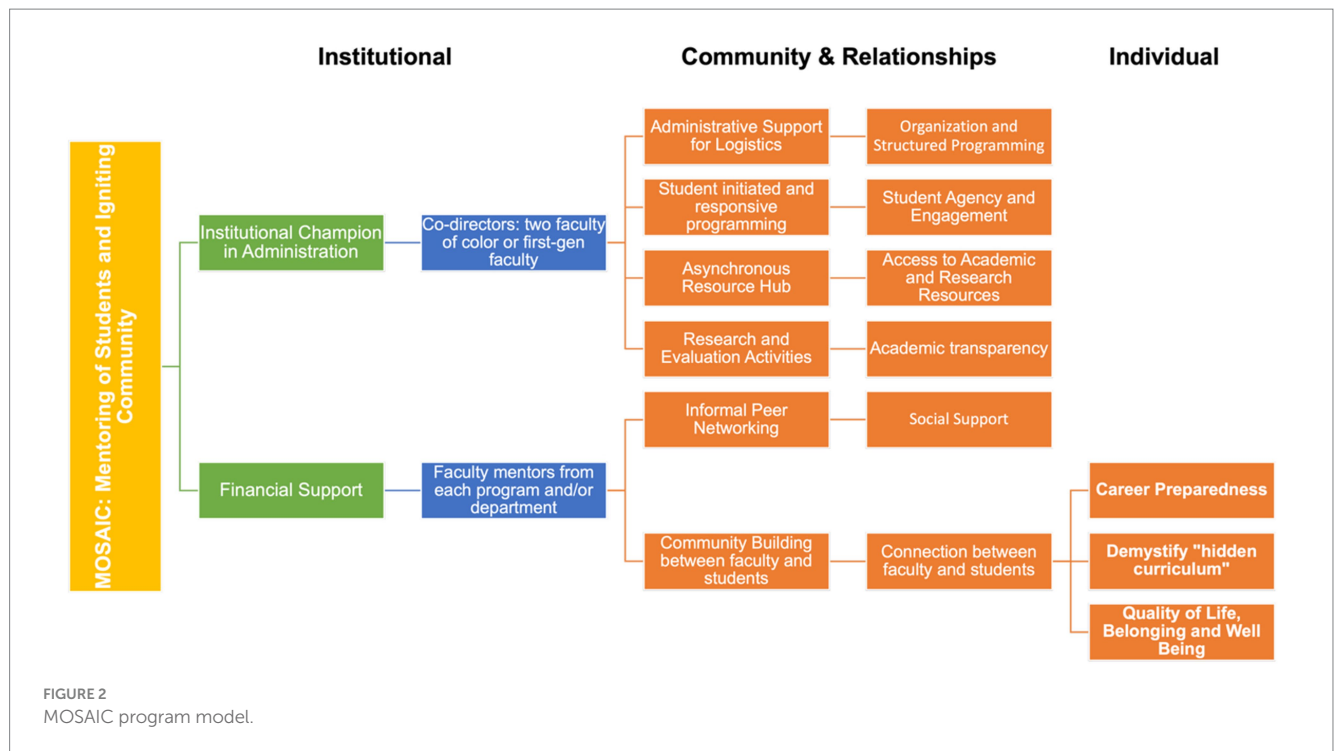 Institutional
Community & Relationships
Individual
MOSAIC: Mentoring of Students and Igniting
Community
Institutional Champion
in Administration
Co-directors: two faculty
of color or first-gen
faculty
Administrative Support
for Logistics
Organization and
Structured Programming
Student initiated and
responsive
programming
Student Agency and
Engagement
Asynchronous
Resource Hub
Access to Academic
and Research
Resources
Research and
Evaluation Activities
Academic transparency
Financial Support
Faculty mentors from
each program and/or
department
Informal Peer
Networking
Social Support
Community Building
between faculty and
students
Connection between
faculty and students
Career Preparedness
Demystify "hidden
curriculum"
Quality of Life,
Belonging and Well
Being
FIGURE 2
MOSAIC program model.